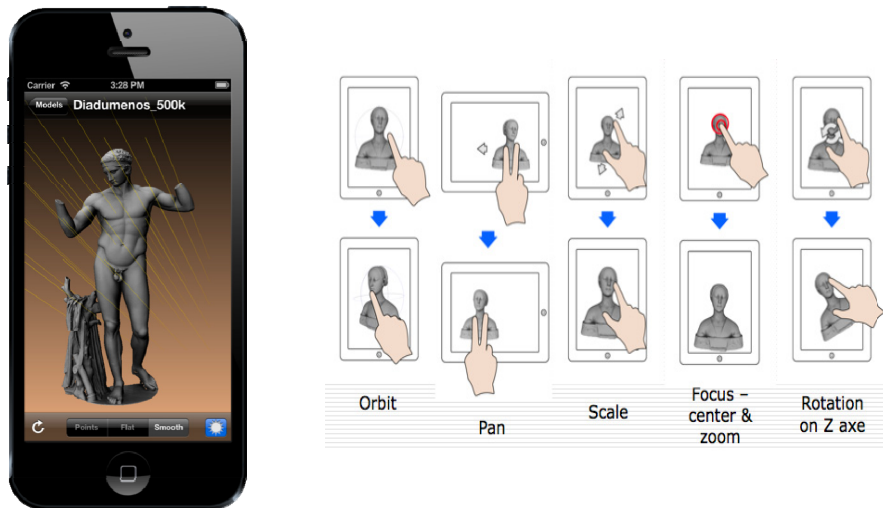 Carrier 3:28 PM
Models Diadumenos_500k
Points Flat Smooth
Orbit
Pan
Scale
Focus –
center &
zoom
Rotation
on Z axe